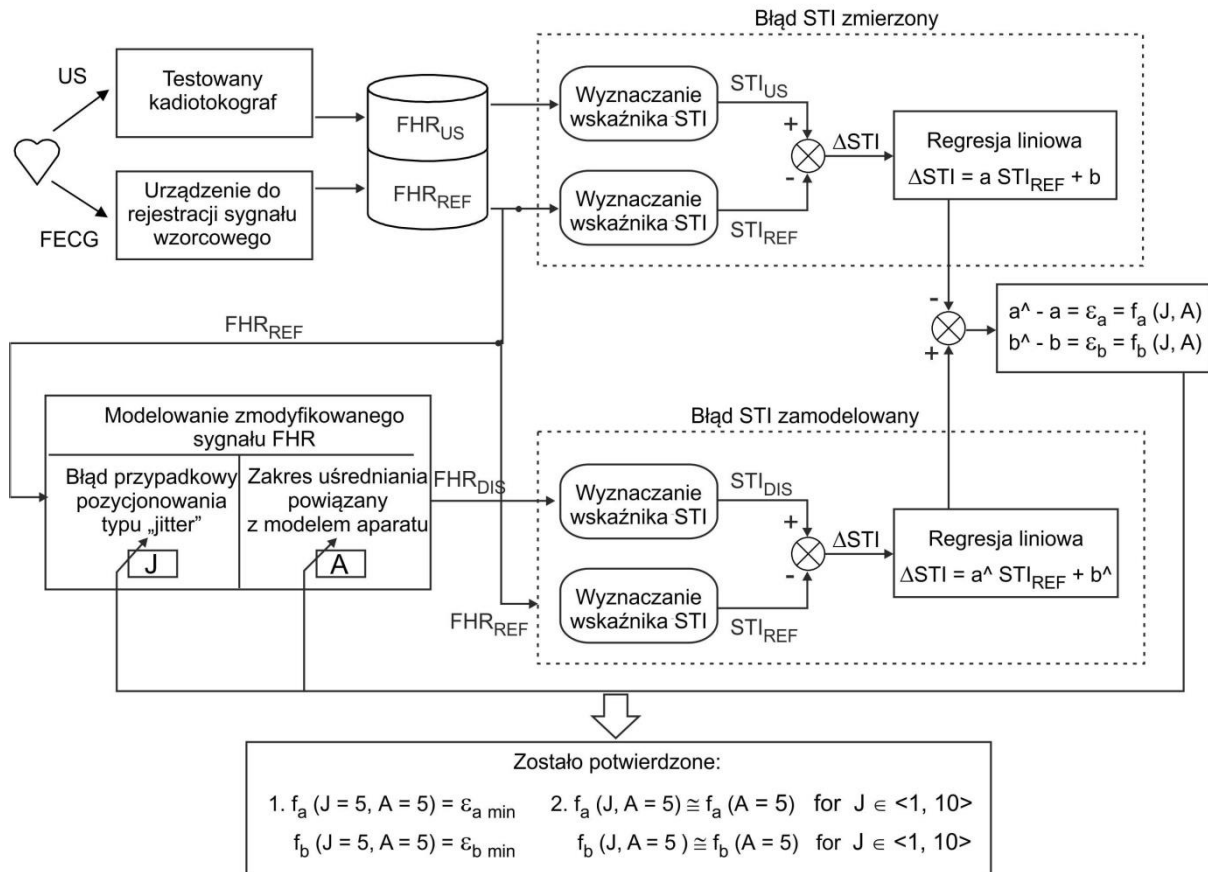 Błąd STI zmierzony
US
Testowany
kadiotokograf
FECG
Urządzenie do
rejestracji sygnału
wzorcowego
FHR_US
FHR_REF
Wyznaczanie
wskaźnika STI
STI_US
+
Wyznaczanie
wskaźnika STI
STI_REF
-
ΔSTI
Regresja liniowa
ΔSTI = a STI_REF + b
-
+
a^ - a = ε_a = f_a (J, A)
b^ - b = ε_b = f_b (J, A)
FHR_REF
Modelowanie zmodyfikowanego
sygnału FHR
Błąd przypadkowy
pozycjonowania
typu „jitter”
J
Zakres uśredniania
powiązany
z modelem aparatu
A
FHR_DIS
FHR_REF
Błąd STI zamodelowany
Wyznaczanie
wskaźnika STI
STI_DIS
+
Wyznaczanie
wskaźnika STI
STI_REF
-
ΔSTI
Regresja liniowa
ΔSTI = a^ STI_REF + b^
Zostało potwierdzone:
1. f_a (J = 5, A = 5) = ε_a min 2. f_a (J, A = 5) ≅ f_a (A = 5) for J ∈ <1, 10>
f_b (J = 5, A = 5) = ε_b min f_b (J, A = 5 ) ≅ f_b (A = 5) for J ∈ <1, 10>